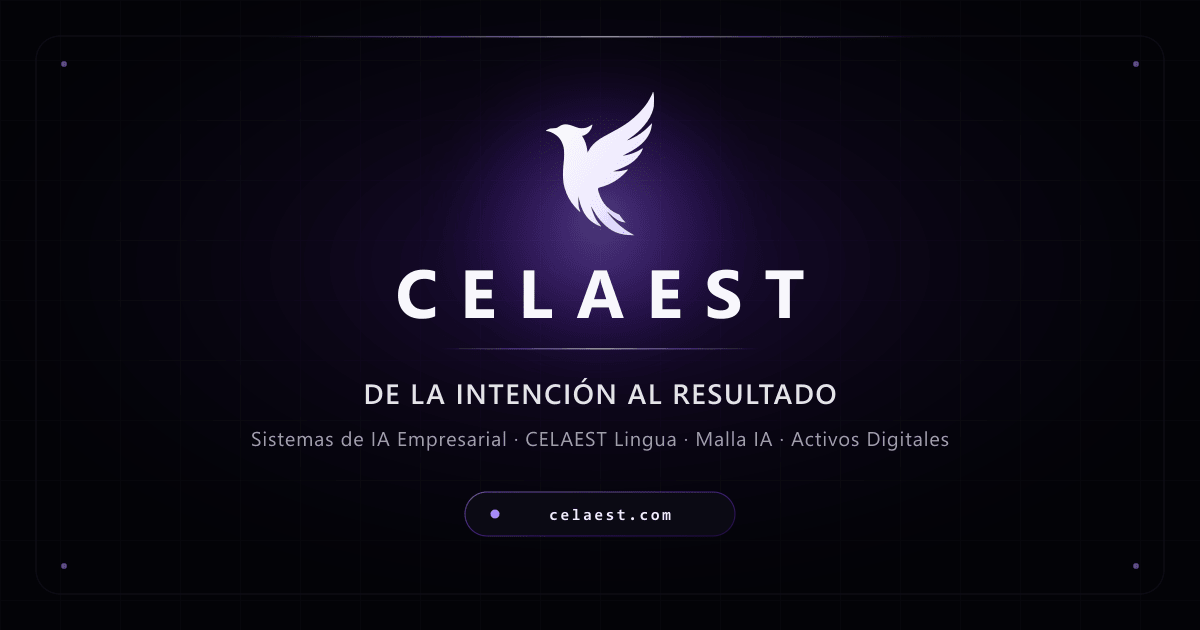 CELAEST
DE LA INTENCIÓN AL RESULTADO
Sistemas de IA Empresarial · CELAEST Lingua · Malla IA · Activos Digitales
celaest.com